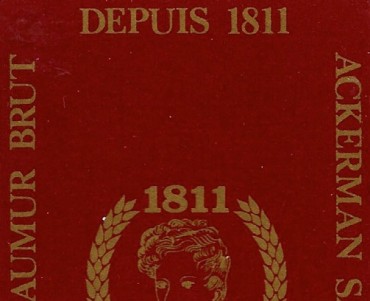 DEPUIS 1811
AUMUR BRUT
ACKERMAN S
1811